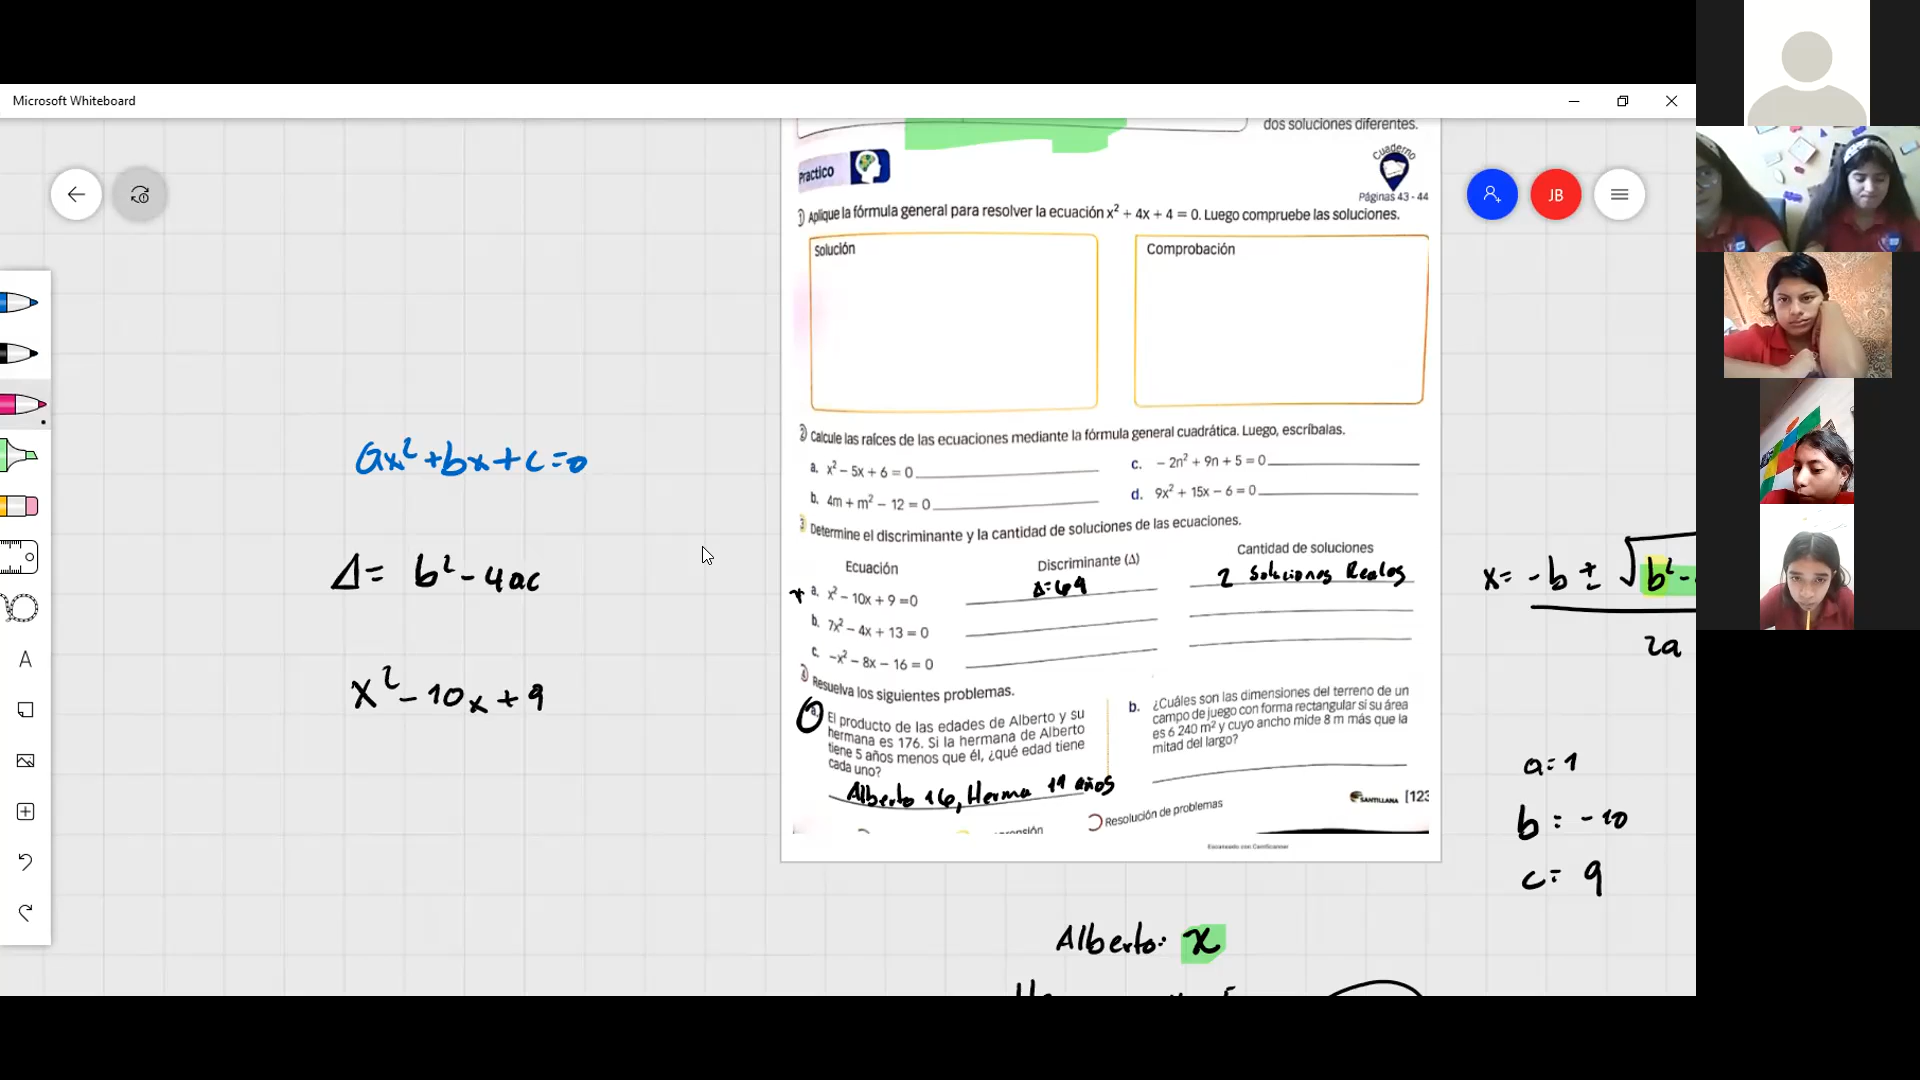 Microsoft Whiteboard
JB
A
ax² + bx + c = 0
Δ = b² - 4ac
x² - 10x + 9
dos soluciones diferentes.
Practico
Cuaderno
Páginas 43 - 44
1 Aplique la fórmula general para resolver la ecuación x² + 4x + 4 = 0. Luego compruebe las soluciones.
Solución
Comprobación
2 Calcule las raíces de las ecuaciones mediante la fórmula general cuadrática. Luego, escríbalas.
a. x² – 5x + 6 = 0
c. – 2n² + 9n + 5 = 0
b. 4m + m² – 12 = 0
d. 9x² + 15x – 6 = 0
3 Determine el discriminante y la cantidad de soluciones de las ecuaciones.
Ecuación
Discriminante (Δ)
Cantidad de soluciones
a. x² – 10x + 9 =0
Δ=64
2 Soluciones Reales
b. 7x² – 4x + 13 = 0
c. –x² – 8x – 16 = 0
4 Resuelva los siguientes problemas.
a. El producto de las edades de Alberto y su
hermana es 176. Si la hermana de Alberto
tiene 5 años menos que él, ¿qué edad tiene
cada uno?
Alberto 16, Herma 11 años
b. ¿Cuáles son las dimensiones del terreno de un
campo de juego con forma rectangular si su área
es 6 240 m² y cuyo ancho mide 8 m más que la
mitad del largo?
SANTILLANA
123
Resolución de problemas
Escaneado con CamScanner
x = -b ± √b² -
2a
a = 1
b = -10
c = 9
Alberto: x